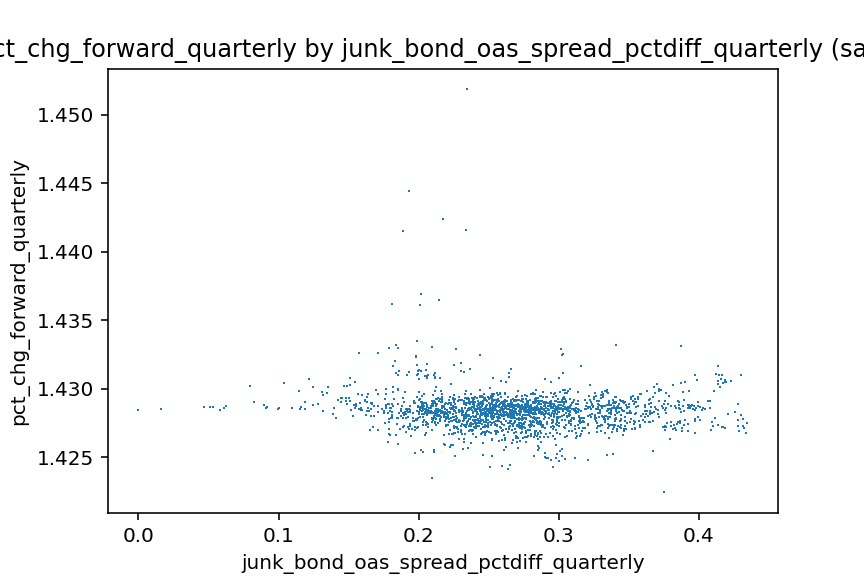 ct_chg_forward_quarterly by junk_bond_oas_spread_pctdiff_quarterly (sa
pct_chg_forward_quarterly
1.450
1.445
1.440
1.435
1.430
1.425
0.0 0.1 0.2 0.3 0.4
junk_bond_oas_spread_pctdiff_quarterly